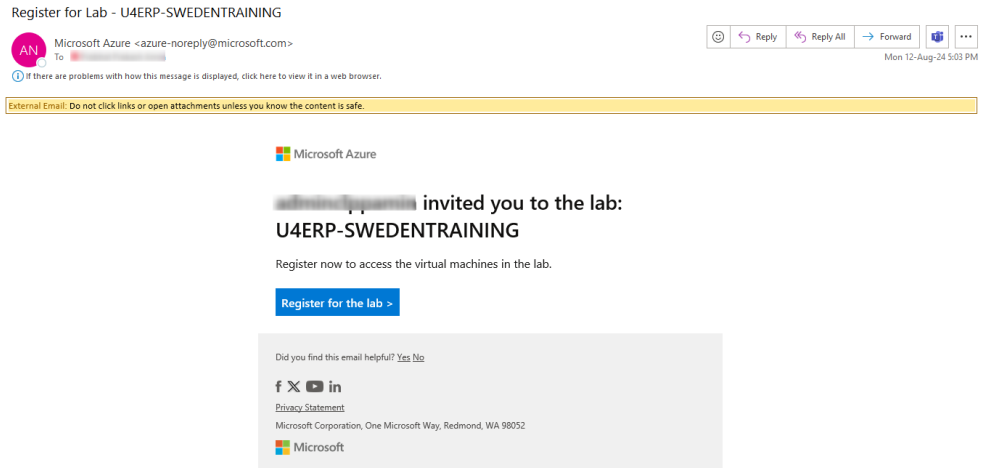 Register for Lab - U4ERP-SWEDENTRAINING
AN
Microsoft Azure <azure-noreply@microsoft.com>
To
Reply
Reply All
Forward
Mon 12-Aug-24 5:03 PM
If there are problems with how this message is displayed, click here to view it in a web browser.
External Email: Do not click links or open attachments unless you know the content is safe.
Microsoft Azure
invited you to the lab:
U4ERP-SWEDENTRAINING
Register now to access the virtual machines in the lab.
Register for the lab >
Did you find this email helpful? Yes No
Privacy Statement
Microsoft Corporation, One Microsoft Way, Redmond, WA 98052
Microsoft